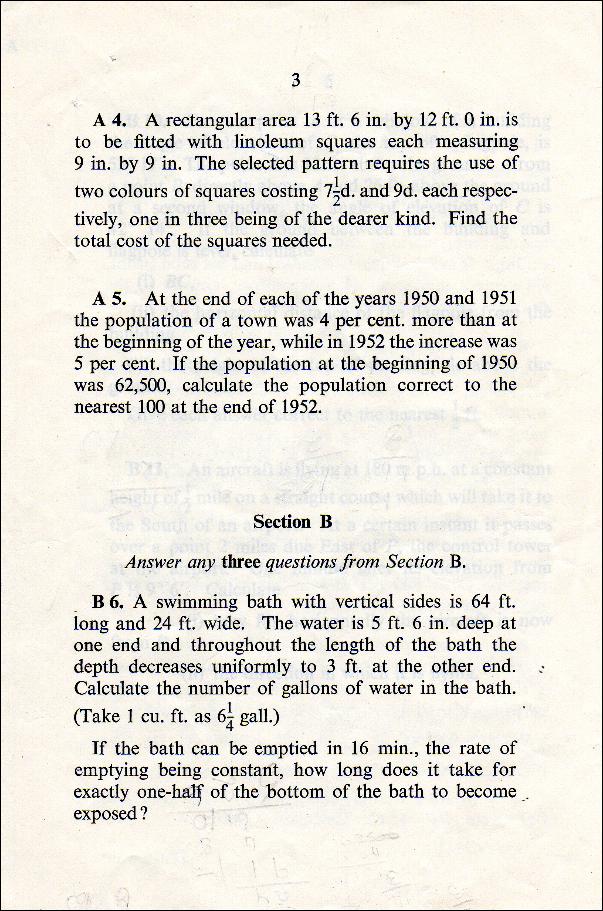 3
A 4. A rectangular area 13 ft. 6 in. by 12 ft. 0 in. is
to be fitted with linoleum squares each measuring
9 in. by 9 in. The selected pattern requires the use of
two colours of squares costing 7½d. and 9d. each respec-
tively, one in three being of the dearer kind. Find the
total cost of the squares needed.
A 5. At the end of each of the years 1950 and 1951
the population of a town was 4 per cent. more than at
the beginning of the year, while in 1952 the increase was
5 per cent. If the population at the beginning of 1950
was 62,500, calculate the population correct to the
nearest 100 at the end of 1952.
Section B
Answer any three questions from Section B.
B 6. A swimming bath with vertical sides is 64 ft.
long and 24 ft. wide. The water is 5 ft. 6 in. deep at
one end and throughout the length of the bath the
depth decreases uniformly to 3 ft. at the other end.
Calculate the number of gallons of water in the bath.
(Take 1 cu. ft. as 6¼ gall.)
If the bath can be emptied in 16 min., the rate of
emptying being constant, how long does it take for
exactly one-half of the bottom of the bath to become
exposed?